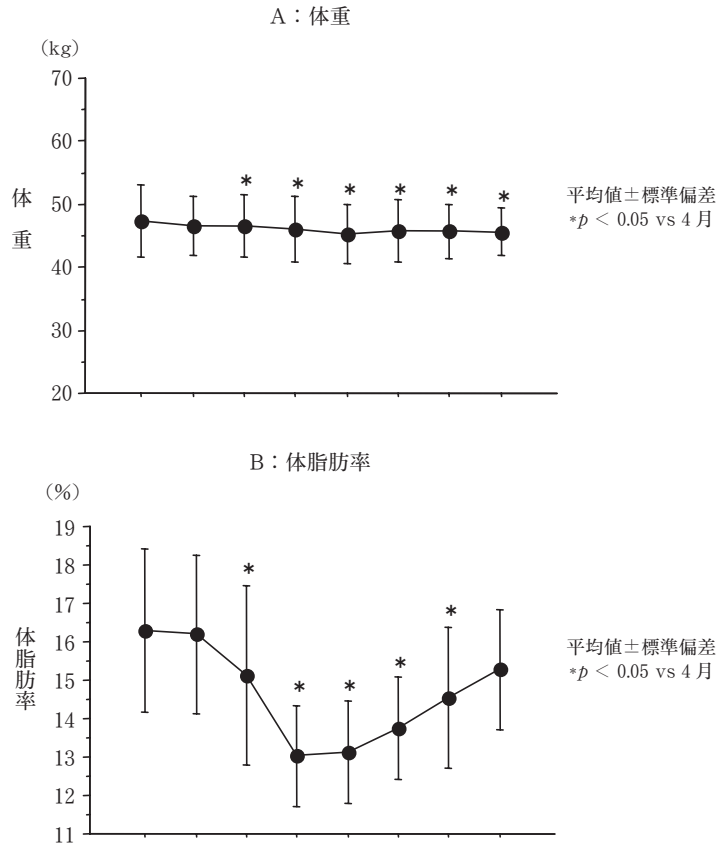 A：体重
（kg）
70
60
50
40
30
20
体重
* * * * * *
平均値±標準偏差
*p < 0.05 vs 4 月
B：体脂肪率
（%）
19
18
17
16
15
14
13
12
11
体脂肪率
* * * * *
平均値±標準偏差
*p < 0.05 vs 4 月